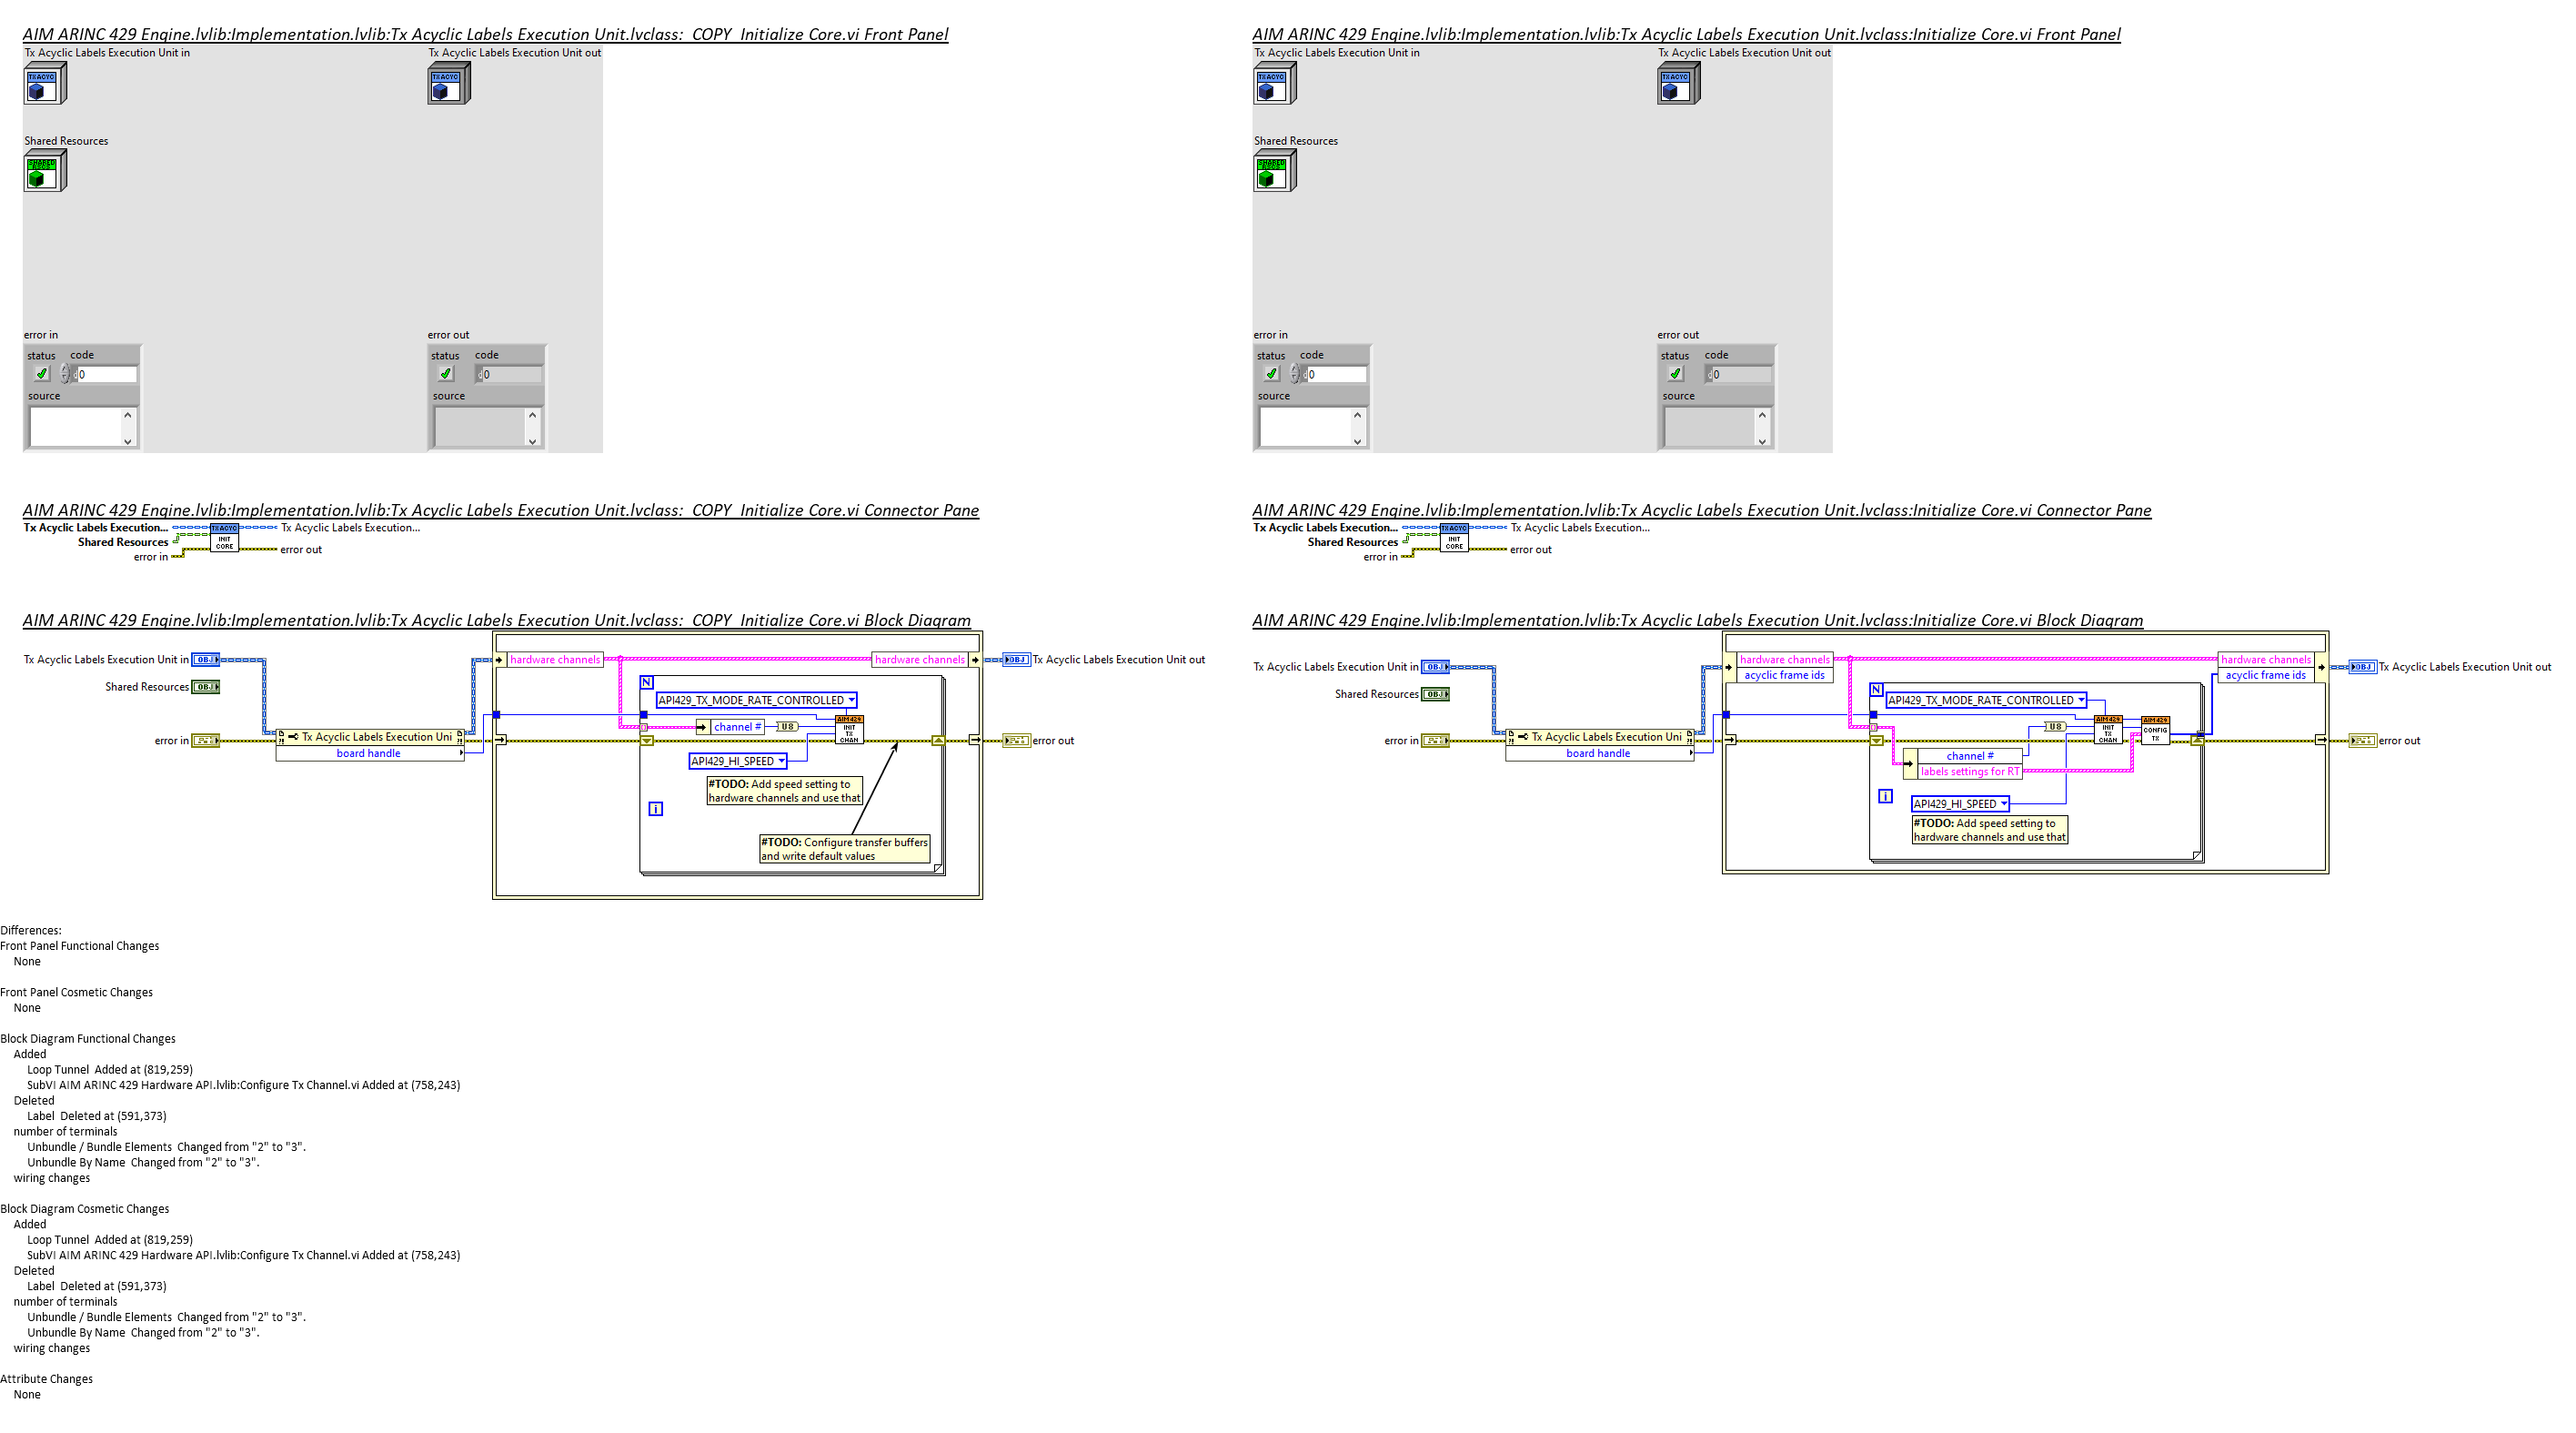 AIM ARINC 429 Engine.lvlib:Implementation.lvlib:Tx Acyclic Labels Execution Unit.lvclass:  COPY  Initialize Core.vi Front Panel
Tx Acyclic Labels Execution Unit in
Tx Acyclic Labels Execution Unit out
TX ACYC
TX ACYC
Shared Resources
SHARED
error in
error out
status code
status code
0
0
source
source
AIM ARINC 429 Engine.lvlib:Implementation.lvlib:Tx Acyclic Labels Execution Unit.lvclass:Initialize Core.vi Front Panel
Tx Acyclic Labels Execution Unit in
Tx Acyclic Labels Execution Unit out
TX ACYC
TX ACYC
Shared Resources
SHARED
error in
error out
status code
status code
0
0
source
source
AIM ARINC 429 Engine.lvlib:Implementation.lvlib:Tx Acyclic Labels Execution Unit.lvclass:  COPY  Initialize Core.vi Connector Pane
Tx Acyclic Labels Execution...
TX ACYC
Tx Acyclic Labels Execution...
Shared Resources
INIT
CORE
error out
error in
AIM ARINC 429 Engine.lvlib:Implementation.lvlib:Tx Acyclic Labels Execution Unit.lvclass:Initialize Core.vi Connector Pane
Tx Acyclic Labels Execution...
TX ACYC
Tx Acyclic Labels Execution...
Shared Resources
INIT
CORE
error out
error in
AIM ARINC 429 Engine.lvlib:Implementation.lvlib:Tx Acyclic Labels Execution Unit.lvclass:  COPY  Initialize Core.vi Block Diagram
Tx Acyclic Labels Execution Unit in
OBJ
hardware channels
hardware channels
OBJ
Tx Acyclic Labels Execution Unit out
Shared Resources
OBJ
N
API429_TX_MODE_RATE_CONTROLLED
channel #
U8
AIM429
INIT
TX
CHAN
error in
Tx Acyclic Labels Execution Uni
board handle
error out
API429_HI_SPEED
#TODO: Add speed setting to
hardware channels and use that
i
#TODO: Configure transfer buffers
and write default values
AIM ARINC 429 Engine.lvlib:Implementation.lvlib:Tx Acyclic Labels Execution Unit.lvclass:Initialize Core.vi Block Diagram
Tx Acyclic Labels Execution Unit in
OBJ
hardware channels
acyclic frame ids
hardware channels
acyclic frame ids
OBJ
Tx Acyclic Labels Execution Unit out
Shared Resources
OBJ
N
API429_TX_MODE_RATE_CONTROLLED
U8
AIM429
INIT
TX
CHAN
AIM429
CONFIG
TX
error in
Tx Acyclic Labels Execution Uni
board handle
error out
channel #
labels settings for RT
i
API429_HI_SPEED
#TODO: Add speed setting to
hardware channels and use that
Differences:
Front Panel Functional Changes
None
Front Panel Cosmetic Changes
None
Block Diagram Functional Changes
Added
Loop Tunnel  Added at (819,259)
SubVI AIM ARINC 429 Hardware API.lvlib:Configure Tx Channel.vi Added at (758,243)
Deleted
Label  Deleted at (591,373)
number of terminals
Unbundle / Bundle Elements  Changed from "2" to "3".
Unbundle By Name  Changed from "2" to "3".
wiring changes
Block Diagram Cosmetic Changes
Added
Loop Tunnel  Added at (819,259)
SubVI AIM ARINC 429 Hardware API.lvlib:Configure Tx Channel.vi Added at (758,243)
Deleted
Label  Deleted at (591,373)
number of terminals
Unbundle / Bundle Elements  Changed from "2" to "3".
Unbundle By Name  Changed from "2" to "3".
wiring changes
Attribute Changes
None